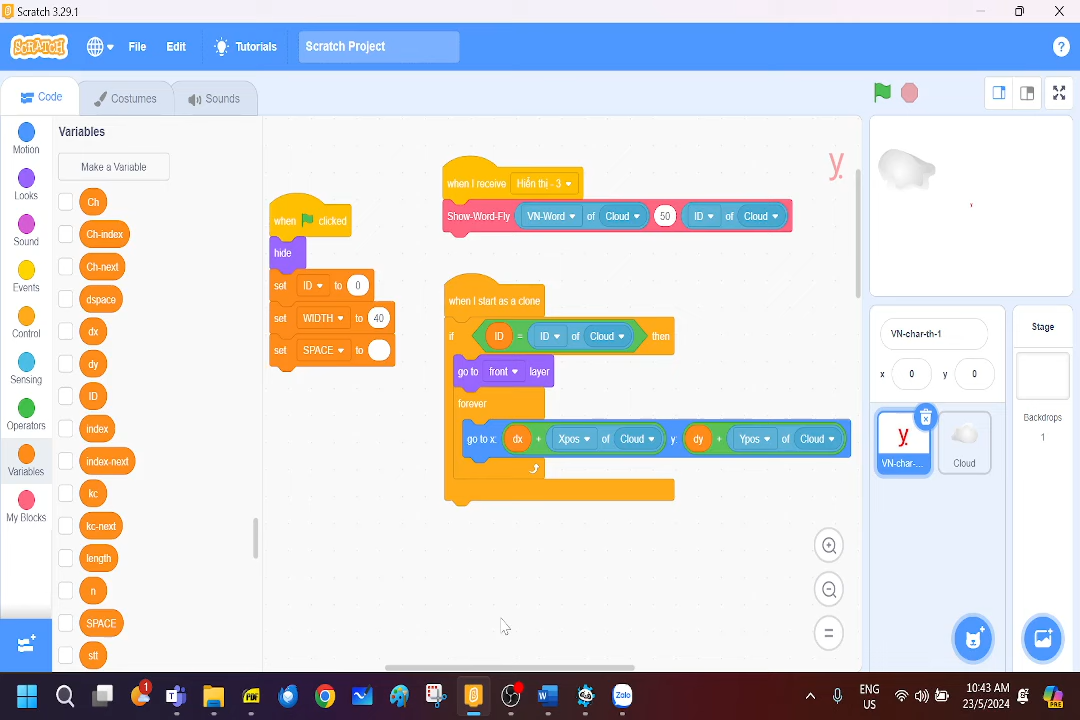 Scratch 3.29.1
SCRATCH
File
Edit
Tutorials
Scratch Project
?
Code
Costumes
Sounds
Motion
Looks
Sound
Events
Control
Sensing
Operators
Variables
My Blocks
Variables
Make a Variable
Ch
Ch-index
Ch-next
dspace
dx
dy
ID
index
index-next
kc
kc-next
length
n
SPACE
stt
when clicked
hide
set ID to 0
set WIDTH to 40
set SPACE to
when I receive Hiển thị - 3
Show-Word-Fly VN-Word of Cloud 50 ID of Cloud
when I start as a clone
if ID = ID of Cloud then
go to front layer
forever
go to x: dx + Xpos of Cloud y: dy + Ypos of Cloud
y
y
VN-char-th-1
x 0 y 0
y
VN-char-...
Cloud
Stage
Backdrops
1
1
PDF
W
Zalo
ENG
US
10:43 AM
23/5/2024
PRE